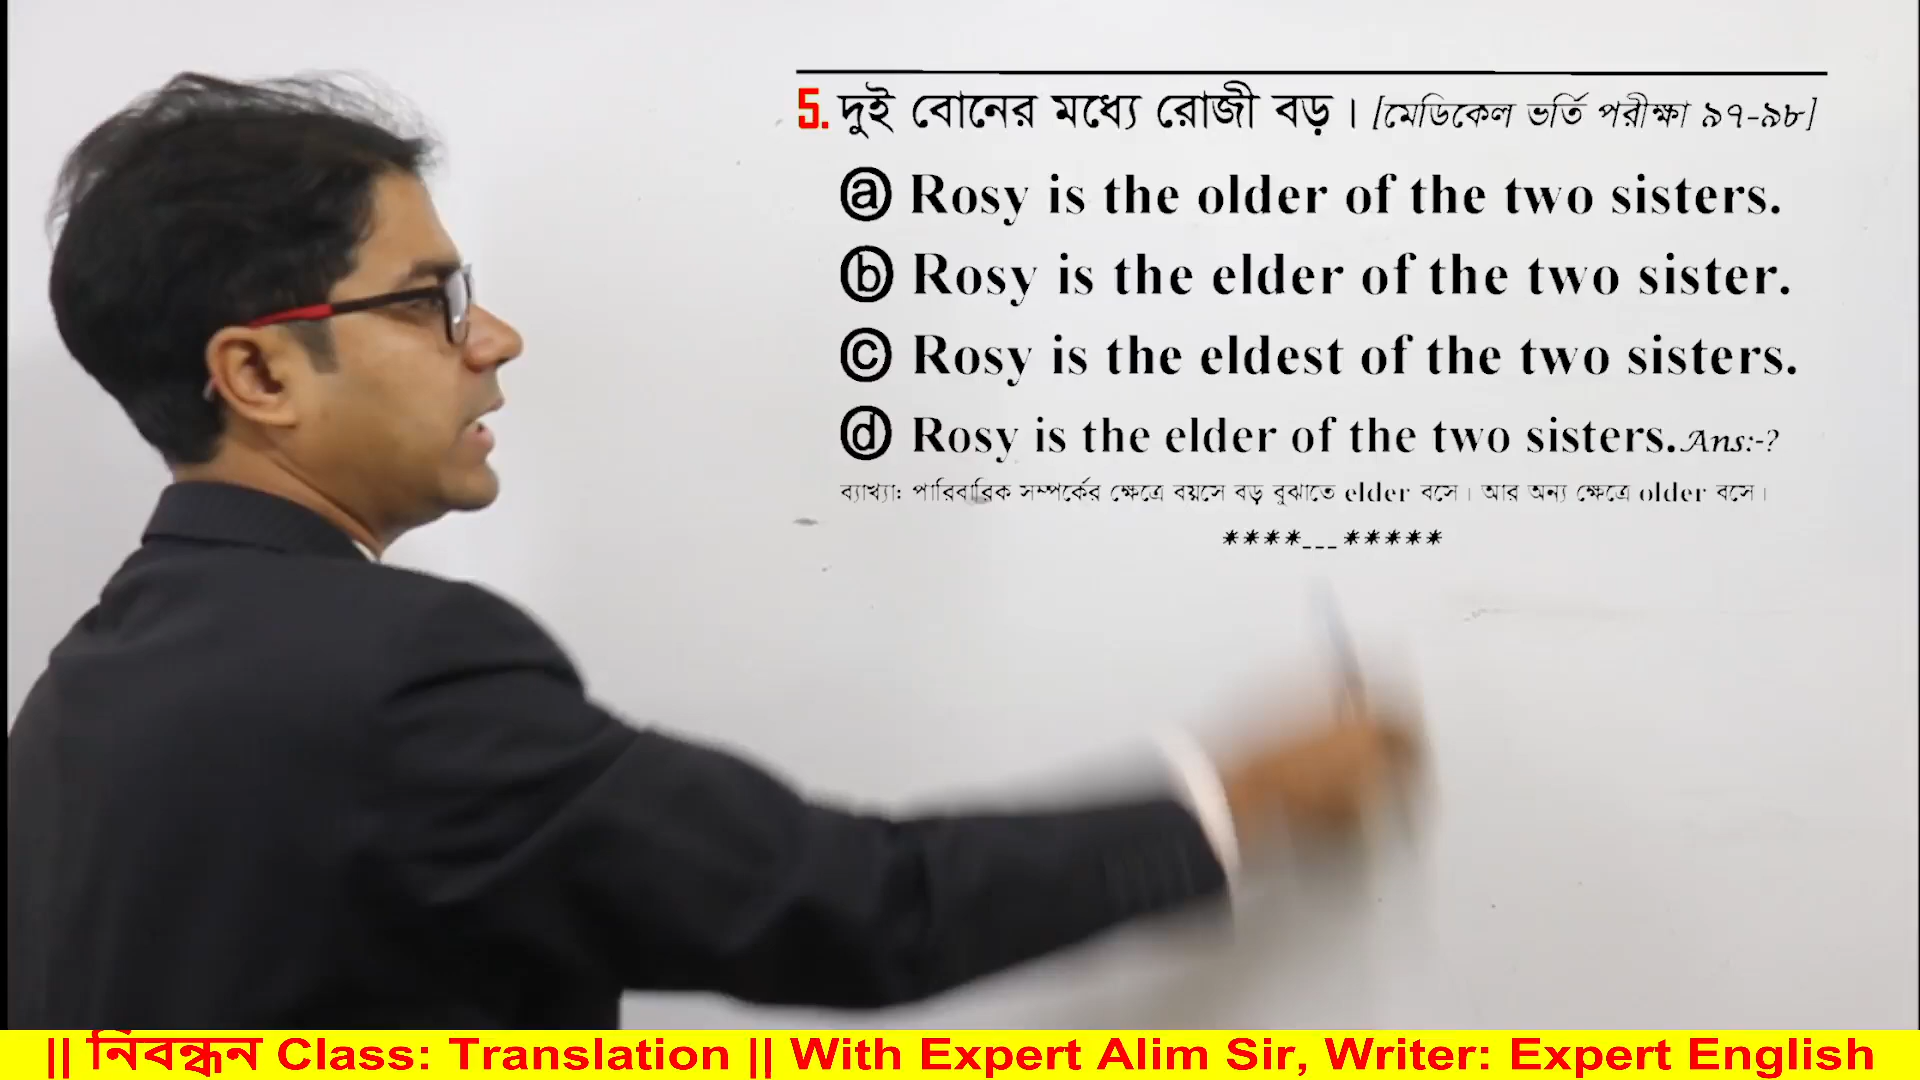 5. দুই বোনের মধ্যে রোজী বড়। [মেডিকেল ভর্তি পরীক্ষা ৯৭-৯৮]
ⓐ Rosy is the older of the two sisters.
ⓑ Rosy is the elder of the two sister.
ⓒ Rosy is the eldest of the two sisters.
ⓓ Rosy is the elder of the two sisters. Ans:-?
ব্যাখ্যাঃ পারিবারিক সম্পর্কের ক্ষেত্রে বয়সে বড় বুঝাতে elder বসে। আর অন্য ক্ষেত্রে older বসে।
****___*****
|| নিবন্ধন Class: Translation || With Expert Alim Sir, Writer: Expert English